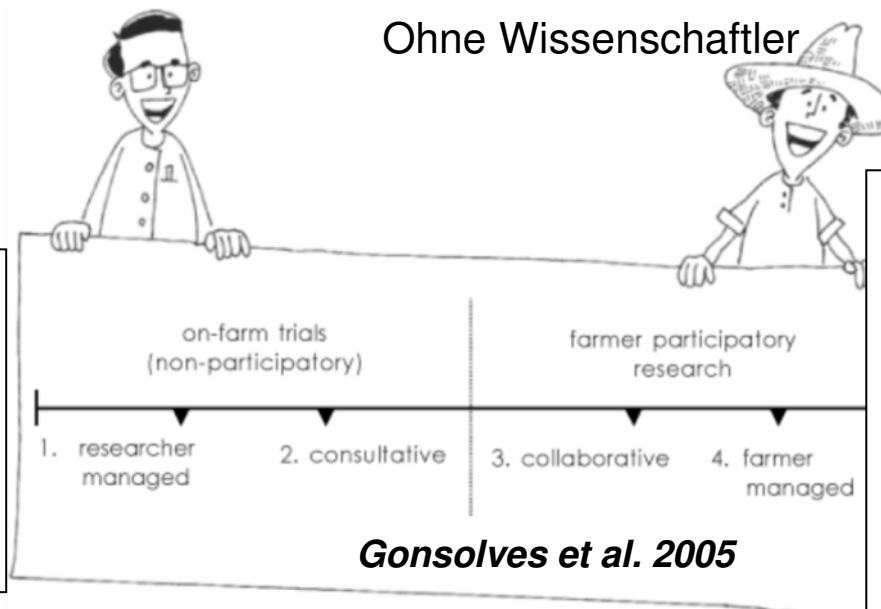 Ohne Wissenschaftler
on-farm trials
(non-participatory)
farmer participatory
research
1. researcher
managed
2. consultative
3. collaborative
4. farmer
managed
Gonsolves et al. 2005